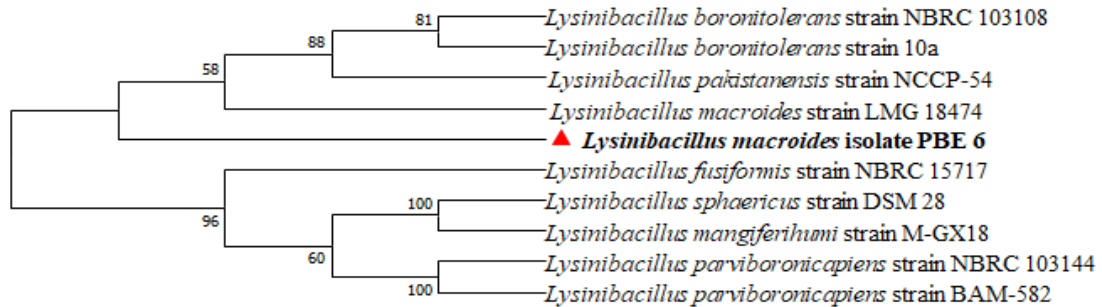 81
Lysinibacillus boronitolerans strain NBRC 103108
88
Lysinibacillus boronitolerans strain 10a
58
Lysinibacillus pakistanensis strain NCCP-54
Lysinibacillus macroides strain LMG 18474
Lysinibacillus macroides isolate PBE 6
Lysinibacillus fusiformis strain NBRC 15717
100
Lysinibacillus sphaericus strain DSM 28
96
Lysinibacillus mangiferihumi strain M-GX18
60
Lysinibacillus parviboronicapiens strain NBRC 103144
100
Lysinibacillus parviboronicapiens strain BAM-582